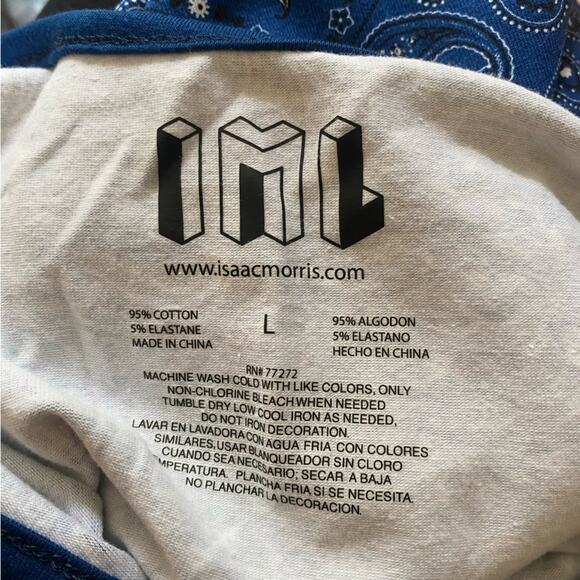 IML
www.isaacmorris.com
95% COTTON
5% ELASTANE
MADE IN CHINA
L
95% ALGODON
5% ELASTANO
HECHO EN CHINA
RN# 77272
MACHINE WASH COLD WITH LIKE COLORS, ONLY
NON-CHLORINE BLEACH WHEN NEEDED
TUMBLE DRY LOW COOL IRON AS NEEDED,
DO NOT IRON DECORATION.
LAVAR EN LAVADORA CON AGUA FRIA CON COLORES
SIMILARES, USAR BLANQUEADOR SIN CLORO
CUANDO SEA NECESARIO; SECAR A BAJA
MPERATURA. PLANCHA FRIA SI SE NECESITA.
NO PLANCHAR LA DECORACION.